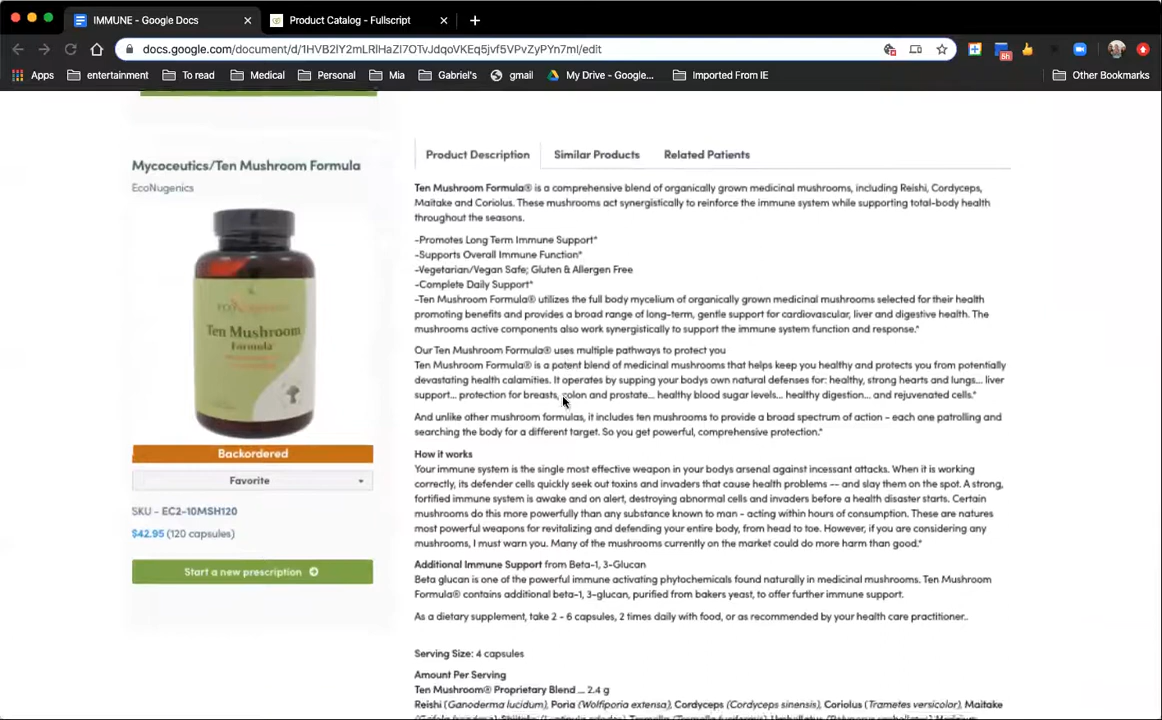 IMMUNE - Google Docs
Product Catalog - Fullscript
docs.google.com/document/d/1HVB2lY2mLRlHaZl7OTvJdqoVKEq5jvf5VPvZyPYn7ml/edit
Apps entertainment To read Medical Personal Mia Gabriel's gmail My Drive - Google... Imported From IE Other Bookmarks
6h
Mycoceutics/Ten Mushroom Formula
EcoNugenics
Ten Mushroom
Formula
Backordered
Favorite
SKU - EC2-10MSH120
$42.95 (120 capsules)
Start a new prescription
Product Description Similar Products Related Patients
Ten Mushroom Formula® is a comprehensive blend of organically grown medicinal mushrooms, including Reishi, Cordyceps,
Maitake and Coriolus. These mushrooms act synergistically to reinforce the immune system while supporting total-body health
throughout the seasons.
-Promotes Long Term Immune Support*
-Supports Overall Immune Function*
-Vegetarian/Vegan Safe; Gluten & Allergen Free
-Complete Daily Support*
-Ten Mushroom Formula® utilizes the full body mycelium of organically grown medicinal mushrooms selected for their health
promoting benefits and provides a broad range of long-term, gentle support for cardiovascular, liver and digestive health. The
mushrooms active components also work synergistically to support the immune system function and response.*
Our Ten Mushroom Formula® uses multiple pathways to protect you
Ten Mushroom Formula® is a potent blend of medicinal mushrooms that helps keep you healthy and protects you from potentially
devastating health calamities. It operates by supping your bodys own natural defenses for: healthy, strong hearts and lungs... liver
support... protection for breasts, colon and prostate... healthy blood sugar levels... healthy digestion... and rejuvenated cells.*
And unlike other mushroom formulas, it includes ten mushrooms to provide a broad spectrum of action - each one patrolling and
searching the body for a different target. So you get powerful, comprehensive protection.*
How it works
Your immune system is the single most effective weapon in your bodys arsenal against incessant attacks. When it is working
correctly, its defender cells quickly seek out toxins and invaders that cause health problems -- and slay them on the spot. A strong,
fortified immune system is awake and on alert, destroying abnormal cells and invaders before a health disaster starts. Certain
mushrooms do this more powerfully than any substance known to man - acting within hours of consumption. These are natures
most powerful weapons for revitalizing and defending your entire body, from head to toe. However, if you are considering any
mushrooms, I must warn you. Many of the mushrooms currently on the market could do more harm than good.*
Additional Immune Support from Beta-1, 3-Glucan
Beta glucan is one of the powerful immune activating phytochemicals found naturally in medicinal mushrooms. Ten Mushroom
Formula® contains additional beta-1, 3-glucan, purified from bakers yeast, to offer further immune support.
As a dietary supplement, take 2 - 6 capsules, 2 times daily with food, or as recommended by your health care practitioner..
Serving Size: 4 capsules
Amount Per Serving
Ten Mushroom® Proprietary Blend ... 2.4 g
Reishi (Ganoderma lucidum), Poria (Wolfiporia extensa), Cordyceps (Cordyceps sinensis), Coriolus (Trametes versicolor), Maitake